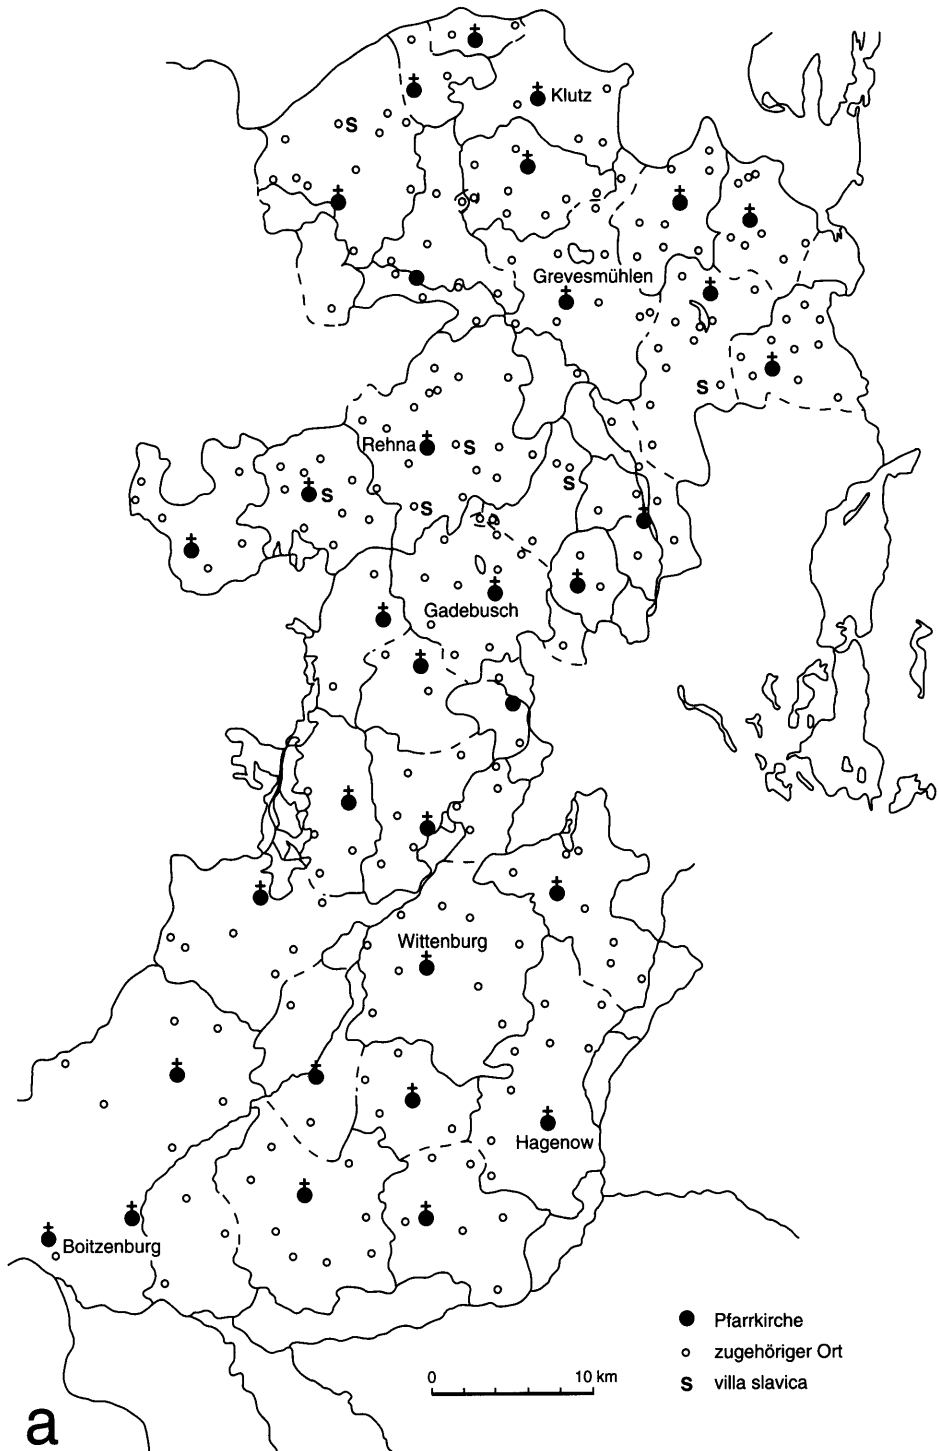 Klutz
S
Grevesmühlen
S
Rehna
S
S
S
S
Gadebusch
Wittenburg
Hagenow
Boitzenburg
Pfarrkirche
zugehöriger Ort
S villa slavica
0 10 km
a